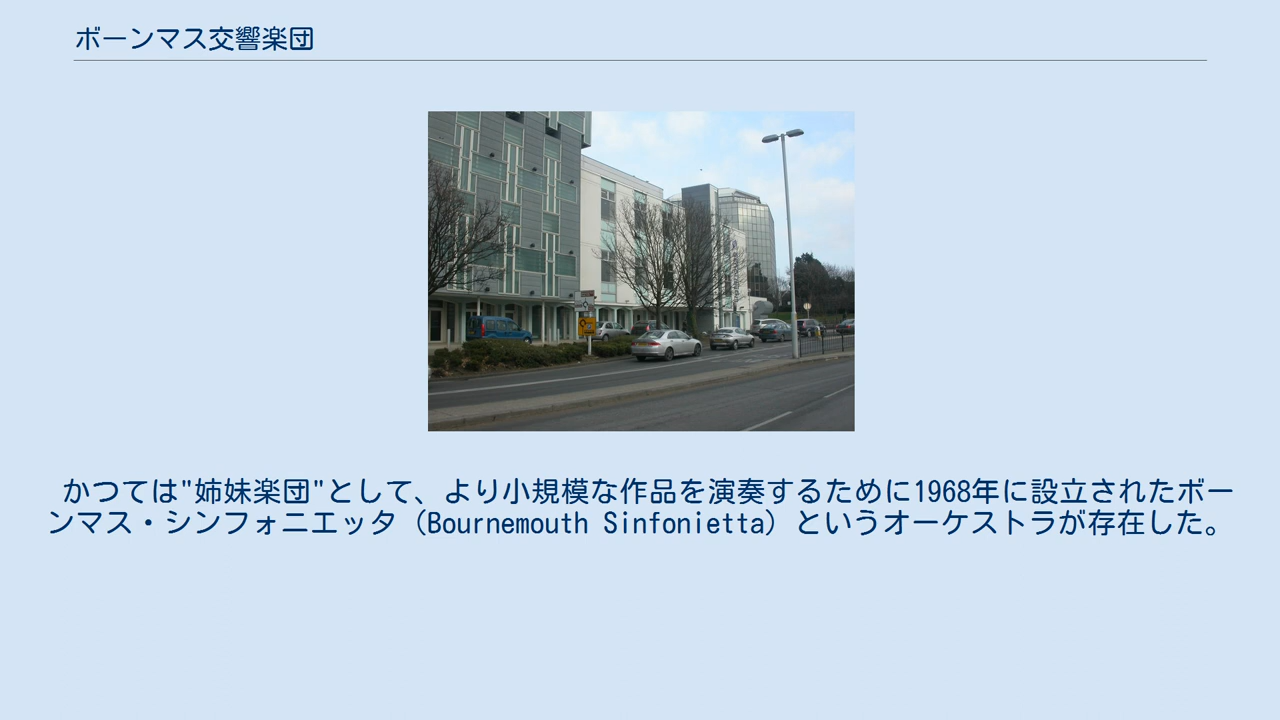 ボーンマス交響楽団
かつては"姉妹楽団"として、より小規模な作品を演奏するために1968年に設立されたボー
ンマス・シンフォニエッタ（Bournemouth Sinfonietta）というオーケストラが存在した。